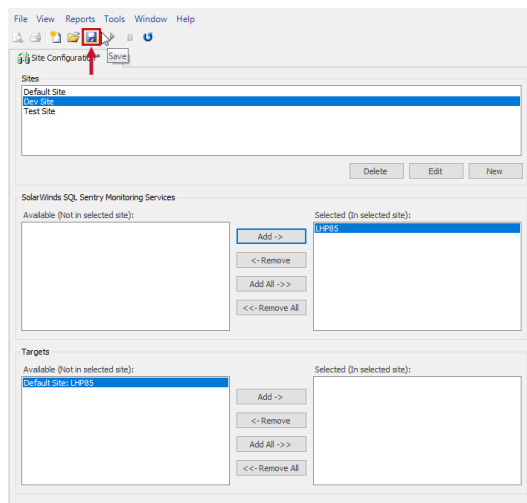 File View Reports Tools Window Help
Site Configuration*
Save
Sites
Default Site
Dev Site
Test Site
Delete Edit New
SolarWinds SQL Sentry Monitoring Services
Available (Not in selected site):
Selected (In selected site):
LHP85
Add ->
<- Remove
Add All ->>
<<- Remove All
Targets
Available (Not in selected site):
Selected (In selected site):
Default Site: LHP85
Add ->
<- Remove
Add All ->>
<<- Remove All